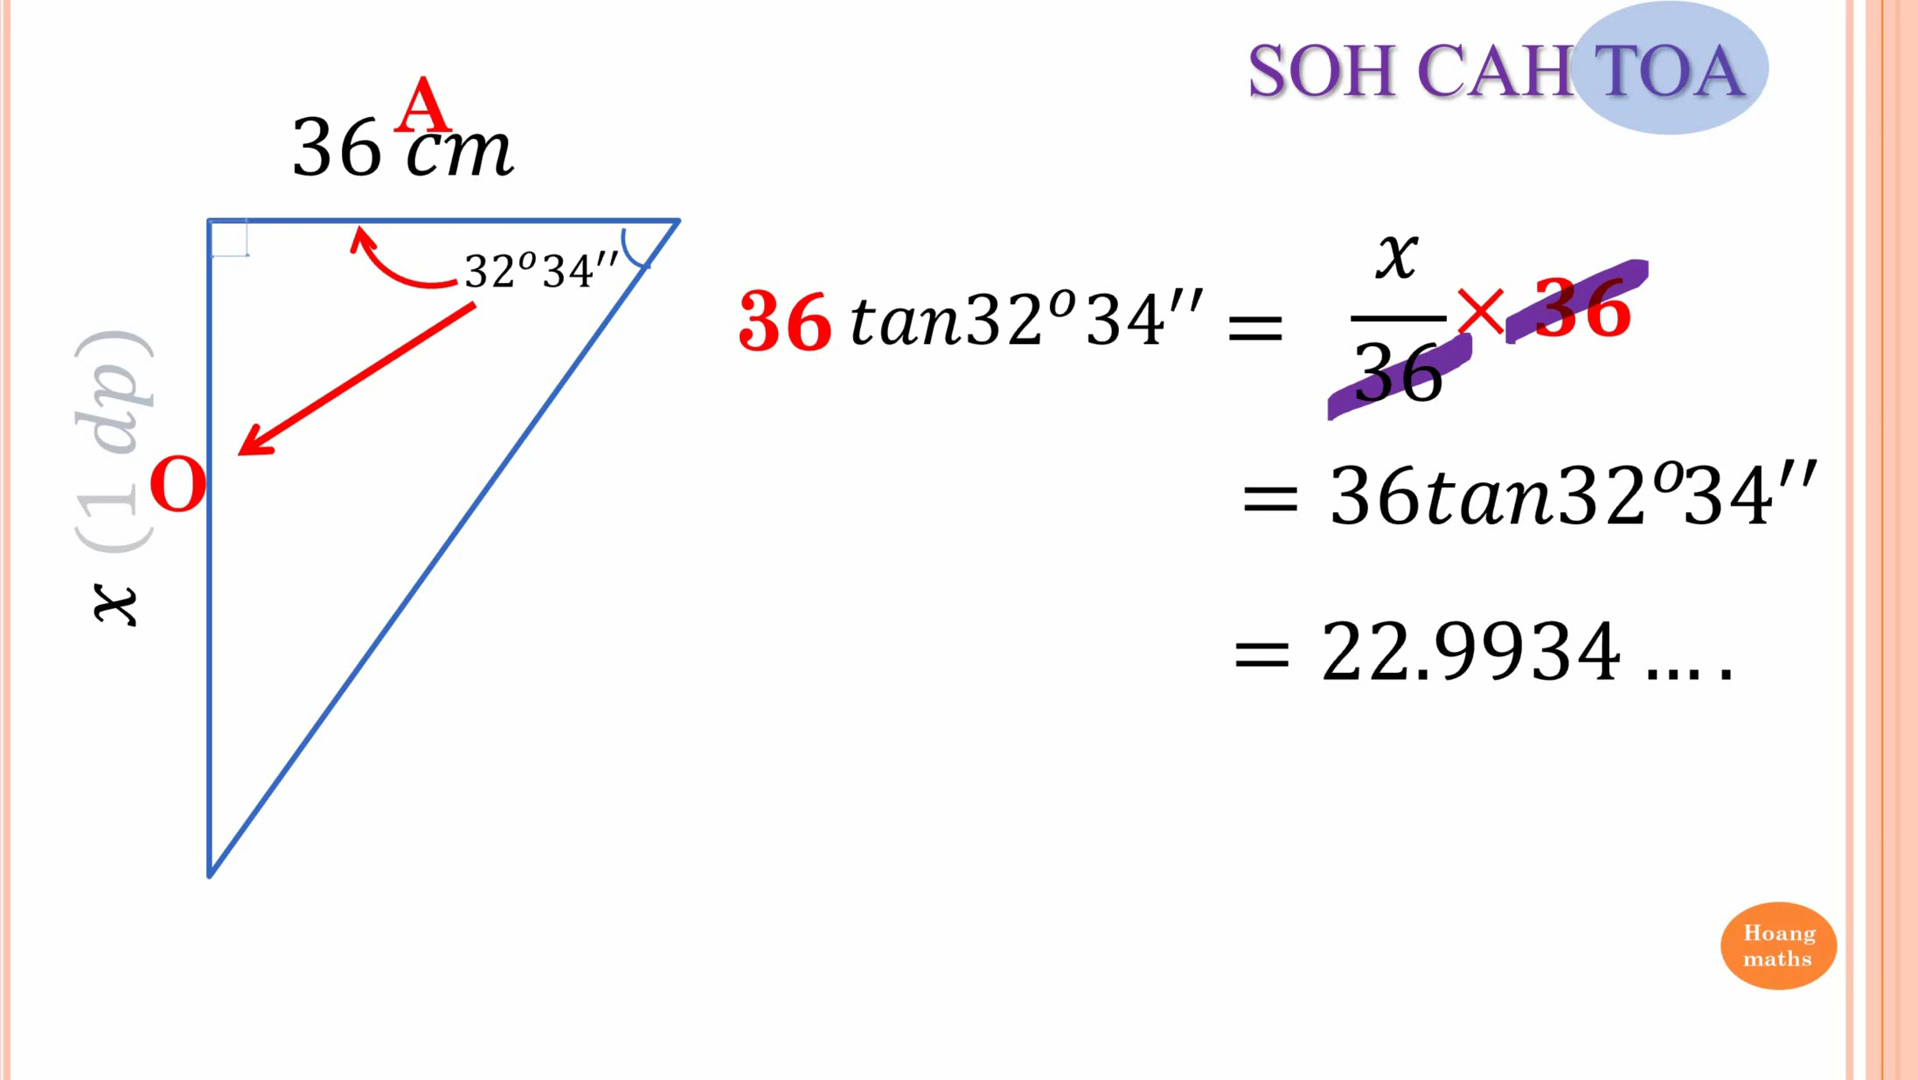 SOH CAH TOA
A
36 cm
32° 34′′
x (1 dp)
O
36 tan32° 34′′ = x/36 × 36
= 36tan32° 34′′
= 22.9934 ... .
Hoang
maths